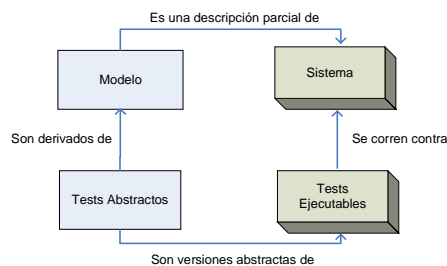 Es una descripción parcial de
Modelo
Sistema
Son derivados de
Se corren contra
Tests Abstractos
Tests
Ejecutables
Son versiones abstractas de